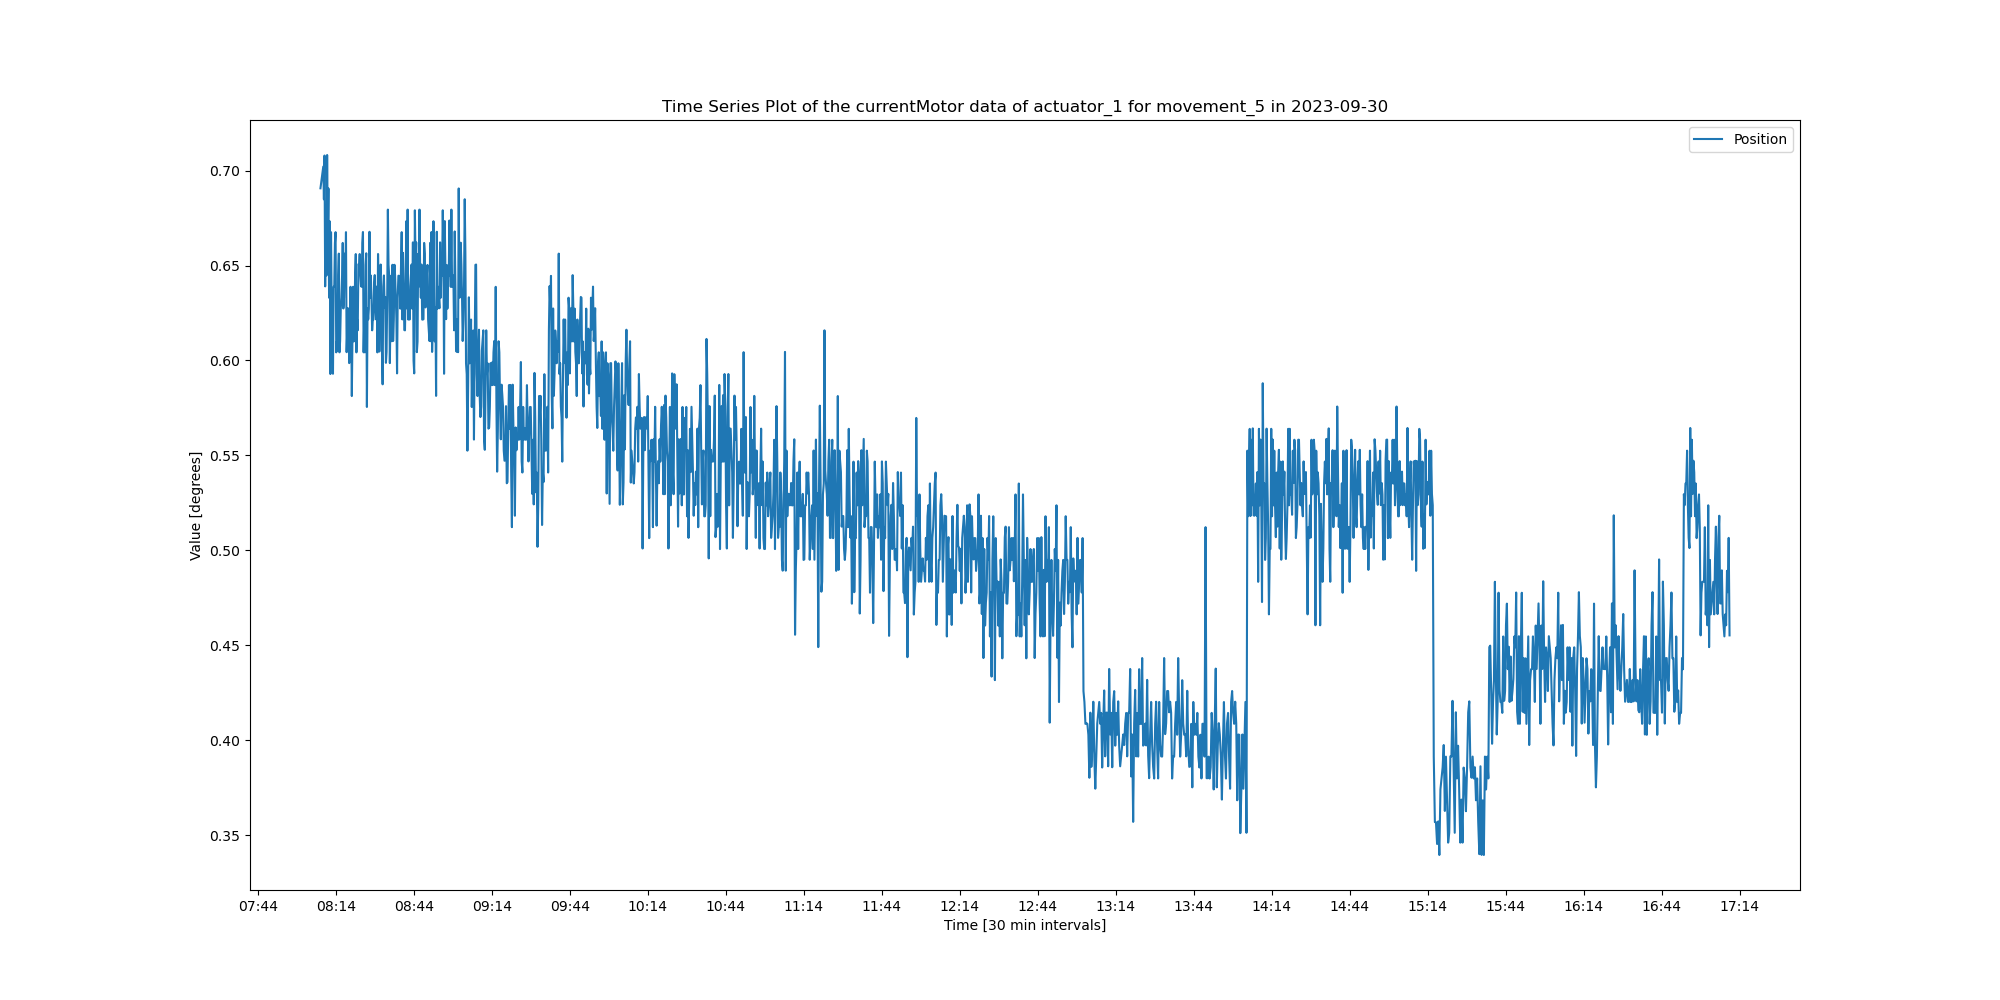 Time Series Plot of the currentMotor data of actuator_1 for movement_5 in 2023-09-30
Position
0.70
0.65
0.60
0.55
0.50
0.45
0.40
0.35
Value [degrees]
07:44 08:14 08:44 09:14 09:44 10:14 10:44 11:14 11:44 12:14 12:44 13:14 13:44 14:14 14:44 15:14 15:44 16:14 16:44 17:14
Time [30 min intervals]